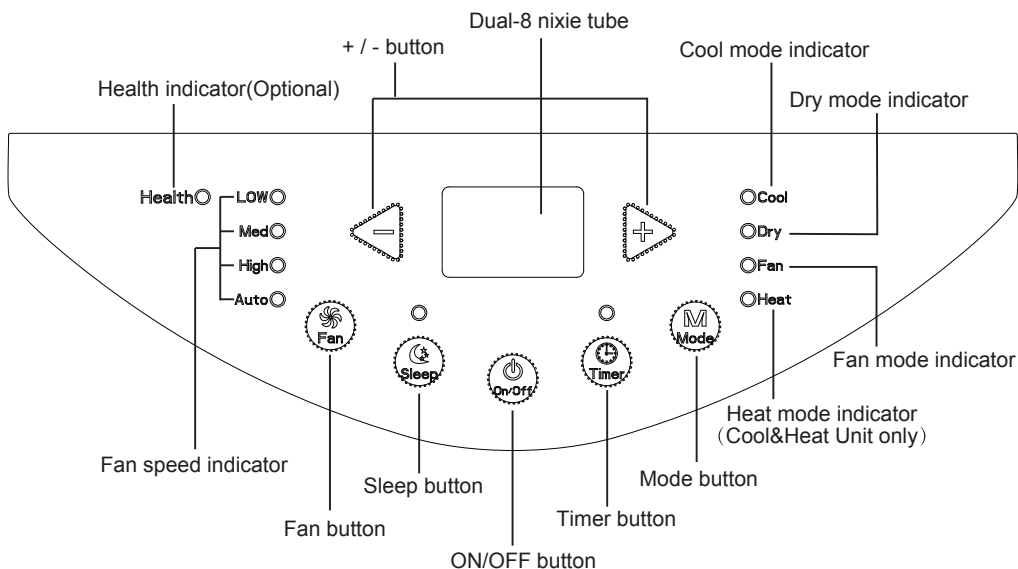 Dual-8 nixie tube
+ / - button
Cool mode indicator
Health indicator(Optional)
Dry mode indicator
Health
LOW
Cool
Med
Dry
High
Fan
Auto
Heat
Fan
M
Mode
Sleep
On/Off
Timer
Fan mode indicator
Heat mode indicator
（Cool&Heat Unit only）
Fan speed indicator
Sleep button
Mode button
Fan button
Timer button
ON/OFF button